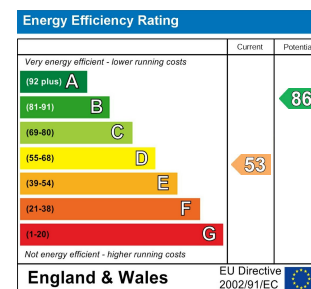 Energy Efficiency Rating
Current Potentia
Very energy efficient - lower running costs
(92 plus) A
(81-91) B
86
(69-80) C
(55-68) D
53
(39-54) E
(21-38) F
(1-20) G
Not energy efficient - higher running costs
England & Wales
EU Directive
2002/91/EC